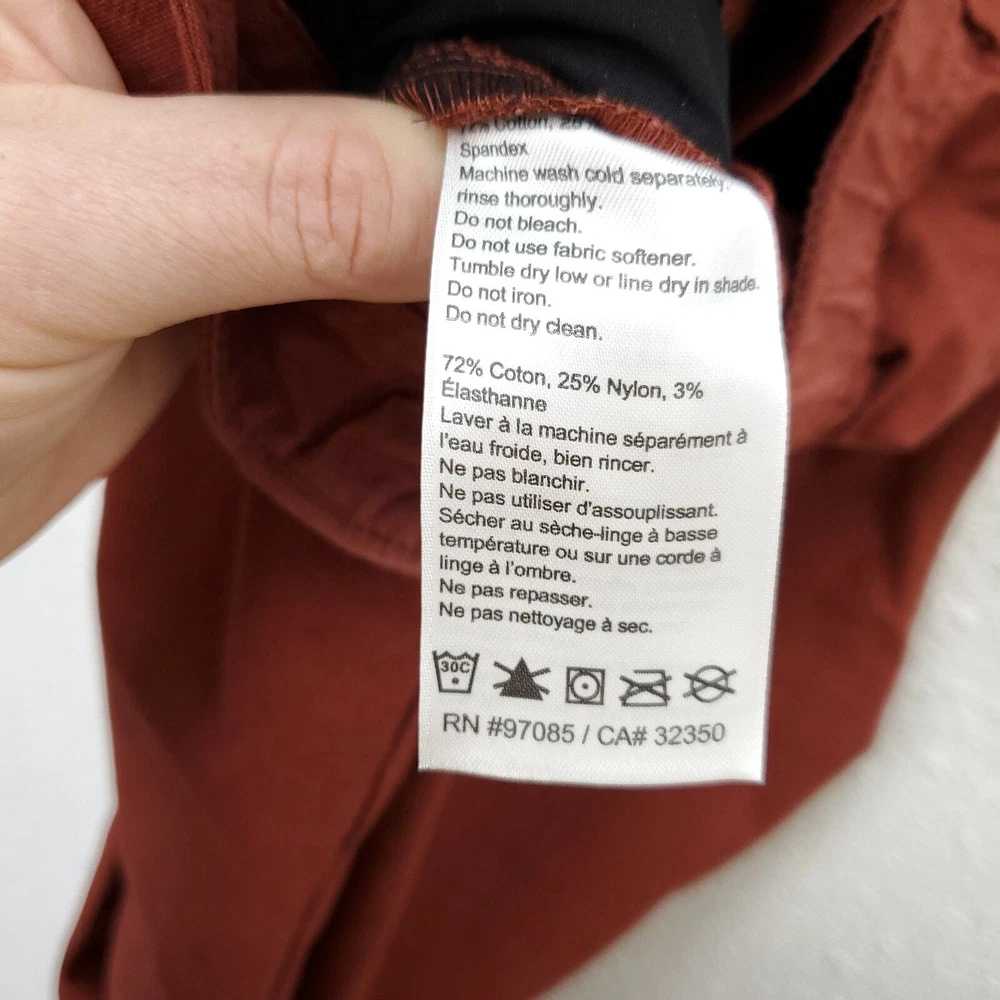 Cotton,
Spandex
Machine wash cold separately,
rinse thoroughly.
Do not bleach.
Do not use fabric softener.
Tumble dry low or line dry in shade.
Do not iron.
Do not dry clean.
72% Coton, 25% Nylon, 3%
Élasthanne
Laver à la machine séparément à
l'eau froide, bien rincer.
Ne pas blanchir.
Ne pas utiliser d'assouplissant.
Sécher au sèche-linge à basse
température ou sur une corde à
linge à l'ombre.
Ne pas repasser.
Ne pas nettoyage à sec.
30C
RN #97085 / CA# 32350